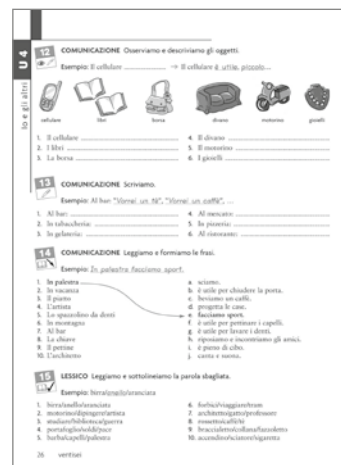 U 4
io e gli altri
12 COMUNICAZIONE Osserviamo e descriviamo gli oggetti.
Esempio: Il cellulare → Il cellulare è utile, piccolo...
cellulare libri borsa divano motorino gioielli
1. Il cellulare
2. I libri
3. La borsa
4. Il divano
5. Il motorino
6. I gioielli
13 COMUNICAZIONE Scriviamo.
Esempio: Al bar: "Vorrei un tè", "Vorrei un caffè", ...
1. Al bar:
2. In tabaccheria:
3. In gelateria:
4. Al mercato:
5. In pizzeria:
6. Al ristorante:
14 COMUNICAZIONE Leggiamo e formiamo le frasi.
Esempio: In palestra facciamo sport.
1. In palestra
2. In vacanza
3. Il piatto
4. L'artista
5. Lo spazzolino da denti
6. In montagna
7. Al bar
8. La chiave
9. Il pettine
10. L'architetto
a. sciamo.
b. è utile per chiudere la porta.
c. beviamo un caffè.
d. progetta le case.
e. facciamo sport.
f. è utile per pettinare i capelli.
g. è utile per lavare i denti.
h. riposiamo e incontriamo gli amici.
i. è pieno di cibo.
j. canta e suona.
15 LESSICO Leggiamo e sottolineiamo la parola sbagliata.
Esempio: birra/anello/aranciata
1. birra/anello/aranciata
2. motorino/dipingere/artista
3. studiare/biblioteca/guerra
4. portafoglio/soldi/pace
5. barba/capelli/palestra
6. forbici/viaggiare/tram
7. architetto/gatto/professore
8. rossetto/caffè/tè
9. braccialetto/collana/fazzoletto
10. accendino/sciatore/sigaretta
26 ventisei